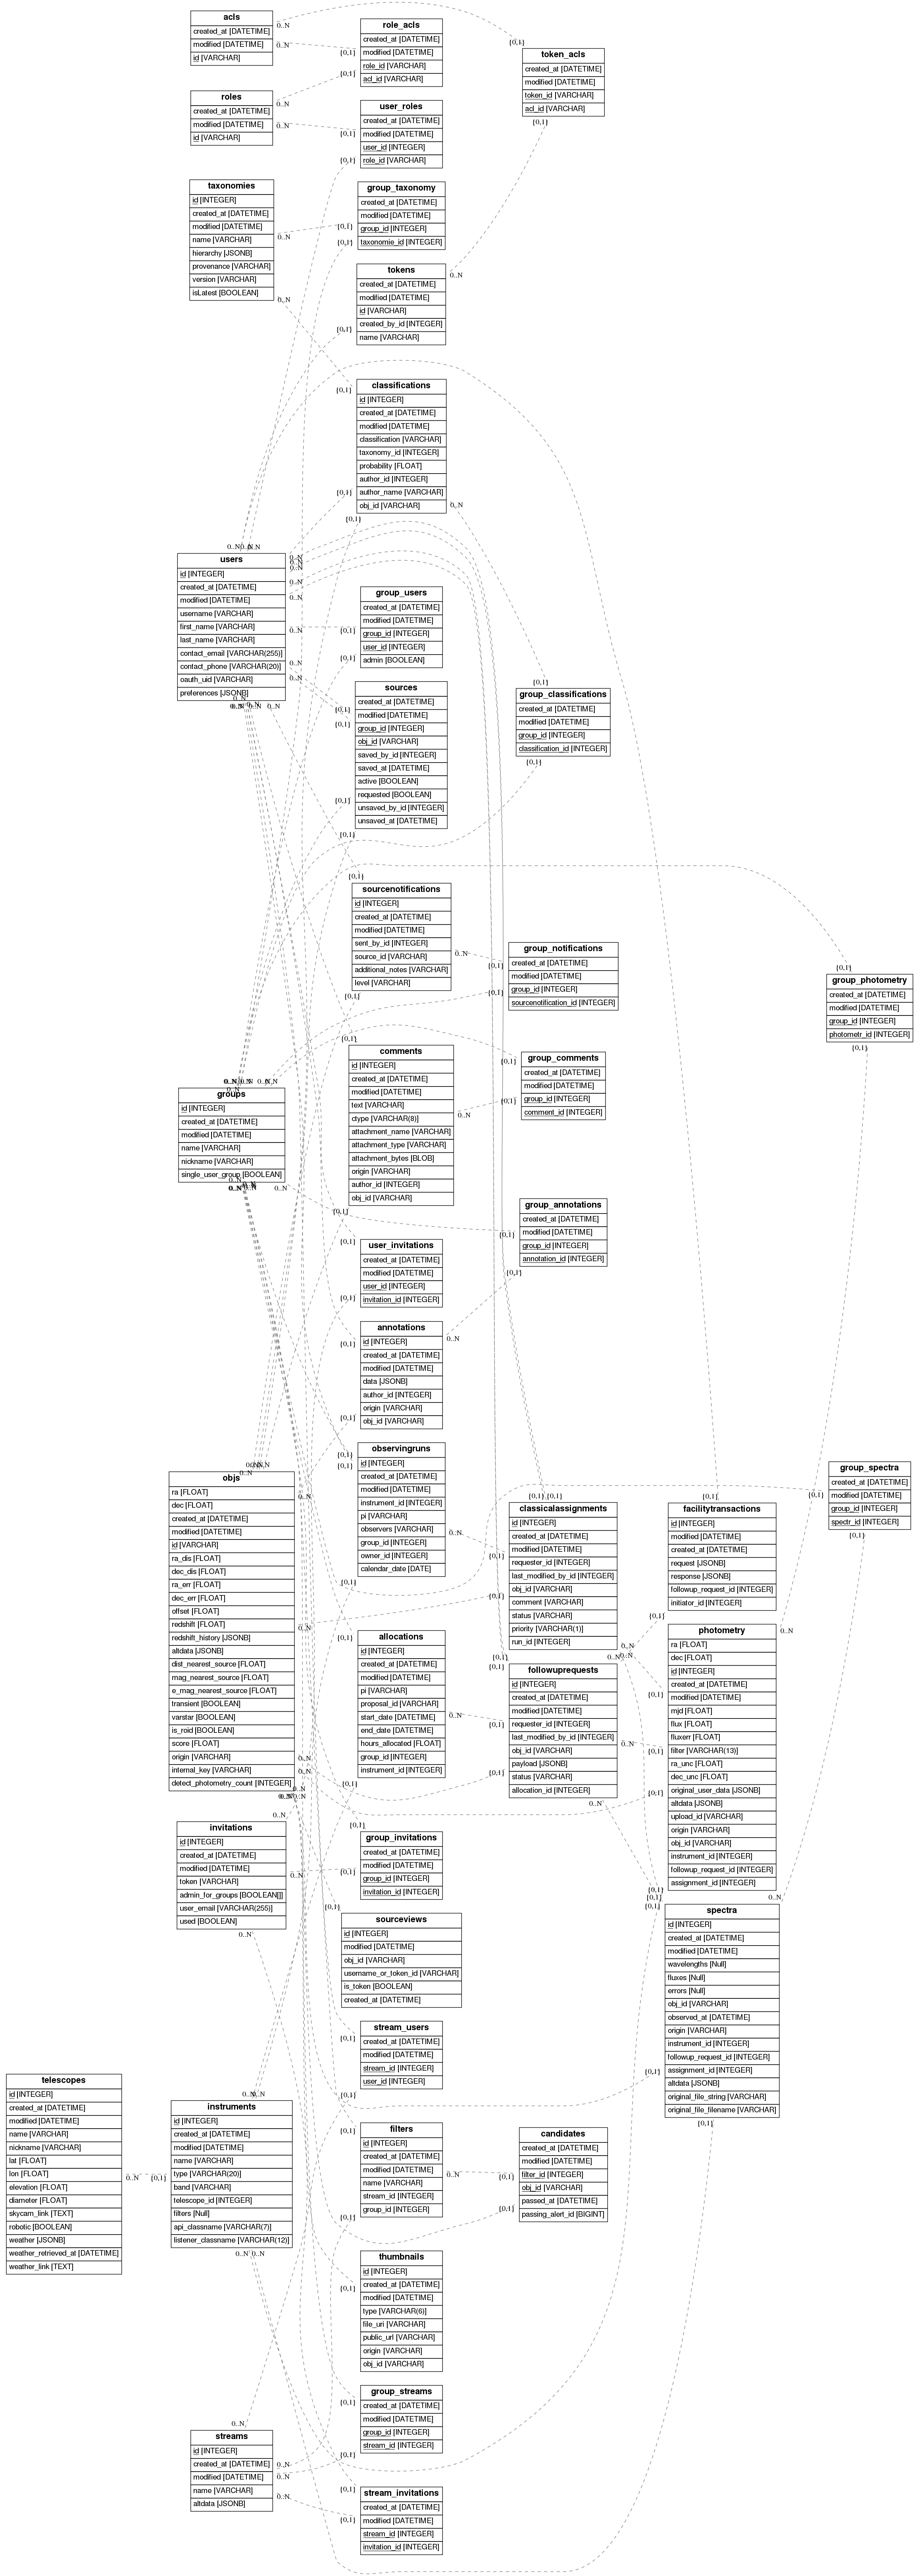 acls
created_at [DATETIME]
modified [DATETIME]
id [VARCHAR]
role_acls
created_at [DATETIME]
modified [DATETIME]
role_id [VARCHAR]
acl_id [VARCHAR]
token_acls
created_at [DATETIME]
modified [DATETIME]
token_id [VARCHAR]
acl_id [VARCHAR]
roles
created_at [DATETIME]
modified [DATETIME]
id [VARCHAR]
user_roles
created_at [DATETIME]
modified [DATETIME]
user_id [INTEGER]
role_id [VARCHAR]
taxonomies
id [INTEGER]
created_at [DATETIME]
modified [DATETIME]
name [VARCHAR]
hierarchy [JSONB]
provenance [VARCHAR]
version [VARCHAR]
isLatest [BOOLEAN]
group_taxonomy
created_at [DATETIME]
modified [DATETIME]
group_id [INTEGER]
taxonomie_id [INTEGER]
tokens
created_at [DATETIME]
modified [DATETIME]
id [VARCHAR]
created_by_id [INTEGER]
name [VARCHAR]
classifications
id [INTEGER]
created_at [DATETIME]
modified [DATETIME]
classification [VARCHAR]
taxonomy_id [INTEGER]
probability [FLOAT]
author_id [INTEGER]
author_name [VARCHAR]
obj_id [VARCHAR]
users
id [INTEGER]
created_at [DATETIME]
modified [DATETIME]
username [VARCHAR]
first_name [VARCHAR]
last_name [VARCHAR]
contact_email [VARCHAR(255)]
contact_phone [VARCHAR(20)]
oauth_uid [VARCHAR]
preferences [JSONB]
group_users
created_at [DATETIME]
modified [DATETIME]
group_id [INTEGER]
user_id [INTEGER]
admin [BOOLEAN]
sources
created_at [DATETIME]
modified [DATETIME]
group_id [INTEGER]
obj_id [VARCHAR]
saved_by_id [INTEGER]
saved_at [DATETIME]
active [BOOLEAN]
requested [BOOLEAN]
unsaved_by_id [INTEGER]
unsaved_at [DATETIME]
group_classifications
created_at [DATETIME]
modified [DATETIME]
group_id [INTEGER]
classification_id [INTEGER]
sourcenotifications
id [INTEGER]
created_at [DATETIME]
modified [DATETIME]
sent_by_id [INTEGER]
source_id [VARCHAR]
additional_notes [VARCHAR]
level [VARCHAR]
group_notifications
created_at [DATETIME]
modified [DATETIME]
group_id [INTEGER]
sourcenotification_id [INTEGER]
group_photometry
created_at [DATETIME]
modified [DATETIME]
group_id [INTEGER]
photometr_id [INTEGER]
groups
id [INTEGER]
created_at [DATETIME]
modified [DATETIME]
name [VARCHAR]
nickname [VARCHAR]
single_user_group [BOOLEAN]
comments
id [INTEGER]
created_at [DATETIME]
modified [DATETIME]
text [VARCHAR]
ctype [VARCHAR(8)]
attachment_name [VARCHAR]
attachment_type [VARCHAR]
attachment_bytes [BLOB]
origin [VARCHAR]
author_id [INTEGER]
obj_id [VARCHAR]
group_comments
created_at [DATETIME]
modified [DATETIME]
group_id [INTEGER]
comment_id [INTEGER]
group_annotations
created_at [DATETIME]
modified [DATETIME]
group_id [INTEGER]
annotation_id [INTEGER]
user_invitations
created_at [DATETIME]
modified [DATETIME]
user_id [INTEGER]
invitation_id [INTEGER]
annotations
id [INTEGER]
created_at [DATETIME]
modified [DATETIME]
data [JSONB]
author_id [INTEGER]
origin [VARCHAR]
obj_id [VARCHAR]
observingruns
id [INTEGER]
created_at [DATETIME]
modified [DATETIME]
instrument_id [INTEGER]
pi [VARCHAR]
observers [VARCHAR]
group_id [INTEGER]
owner_id [INTEGER]
calendar_date [DATE]
objs
ra [FLOAT]
dec [FLOAT]
created_at [DATETIME]
modified [DATETIME]
id [VARCHAR]
ra_dis [FLOAT]
dec_dis [FLOAT]
ra_err [FLOAT]
dec_err [FLOAT]
offset [FLOAT]
redshift [FLOAT]
redshift_history [JSONB]
altdata [JSONB]
dist_nearest_source [FLOAT]
mag_nearest_source [FLOAT]
e_mag_nearest_source [FLOAT]
transient [BOOLEAN]
varstar [BOOLEAN]
is_roid [BOOLEAN]
score [FLOAT]
origin [VARCHAR]
internal_key [VARCHAR]
detect_photometry_count [INTEGER]
classicalassignments
id [INTEGER]
created_at [DATETIME]
modified [DATETIME]
requester_id [INTEGER]
last_modified_by_id [INTEGER]
obj_id [VARCHAR]
comment [VARCHAR]
status [VARCHAR]
priority [VARCHAR(1)]
run_id [INTEGER]
facilitytransactions
id [INTEGER]
modified [DATETIME]
created_at [DATETIME]
request [JSONB]
response [JSONB]
followup_request_id [INTEGER]
initiator_id [INTEGER]
group_spectra
created_at [DATETIME]
modified [DATETIME]
group_id [INTEGER]
spectr_id [INTEGER]
allocations
id [INTEGER]
created_at [DATETIME]
modified [DATETIME]
pi [VARCHAR]
proposal_id [VARCHAR]
start_date [DATETIME]
end_date [DATETIME]
hours_allocated [FLOAT]
group_id [INTEGER]
instrument_id [INTEGER]
followuprequests
id [INTEGER]
created_at [DATETIME]
modified [DATETIME]
requester_id [INTEGER]
last_modified_by_id [INTEGER]
obj_id [VARCHAR]
payload [JSONB]
status [VARCHAR]
allocation_id [INTEGER]
photometry
ra [FLOAT]
dec [FLOAT]
id [INTEGER]
created_at [DATETIME]
modified [DATETIME]
mjd [FLOAT]
flux [FLOAT]
fluxerr [FLOAT]
filter [VARCHAR(13)]
ra_unc [FLOAT]
dec_unc [FLOAT]
original_user_data [JSONB]
altdata [JSONB]
upload_id [VARCHAR]
origin [VARCHAR]
obj_id [VARCHAR]
instrument_id [INTEGER]
followup_request_id [INTEGER]
assignment_id [INTEGER]
invitations
id [INTEGER]
created_at [DATETIME]
modified [DATETIME]
token [VARCHAR]
admin_for_groups [BOOLEAN[]]
user_email [VARCHAR(255)]
used [BOOLEAN]
group_invitations
created_at [DATETIME]
modified [DATETIME]
group_id [INTEGER]
invitation_id [INTEGER]
sourceviews
id [INTEGER]
modified [DATETIME]
obj_id [VARCHAR]
username_or_token_id [VARCHAR]
is_token [BOOLEAN]
created_at [DATETIME]
spectra
id [INTEGER]
created_at [DATETIME]
modified [DATETIME]
wavelengths [Null]
fluxes [Null]
errors [Null]
obj_id [VARCHAR]
observed_at [DATETIME]
origin [VARCHAR]
instrument_id [INTEGER]
followup_request_id [INTEGER]
assignment_id [INTEGER]
altdata [JSONB]
original_file_string [VARCHAR]
original_file_filename [VARCHAR]
stream_users
created_at [DATETIME]
modified [DATETIME]
stream_id [INTEGER]
user_id [INTEGER]
telescopes
id [INTEGER]
created_at [DATETIME]
modified [DATETIME]
name [VARCHAR]
nickname [VARCHAR]
lat [FLOAT]
lon [FLOAT]
elevation [FLOAT]
diameter [FLOAT]
skycam_link [TEXT]
robotic [BOOLEAN]
weather [JSONB]
weather_retrieved_at [DATETIME]
weather_link [TEXT]
instruments
id [INTEGER]
created_at [DATETIME]
modified [DATETIME]
name [VARCHAR]
type [VARCHAR(20)]
band [VARCHAR]
telescope_id [INTEGER]
filters [Null]
api_classname [VARCHAR(7)]
listener_classname [VARCHAR(12)]
filters
id [INTEGER]
created_at [DATETIME]
modified [DATETIME]
name [VARCHAR]
stream_id [INTEGER]
group_id [INTEGER]
candidates
created_at [DATETIME]
modified [DATETIME]
filter_id [INTEGER]
obj_id [VARCHAR]
passed_at [DATETIME]
passing_alert_id [BIGINT]
thumbnails
id [INTEGER]
created_at [DATETIME]
modified [DATETIME]
type [VARCHAR(6)]
file_uri [VARCHAR]
public_url [VARCHAR]
origin [VARCHAR]
obj_id [VARCHAR]
group_streams
created_at [DATETIME]
modified [DATETIME]
group_id [INTEGER]
stream_id [INTEGER]
streams
id [INTEGER]
created_at [DATETIME]
modified [DATETIME]
name [VARCHAR]
altdata [JSONB]
stream_invitations
created_at [DATETIME]
modified [DATETIME]
stream_id [INTEGER]
invitation_id [INTEGER]